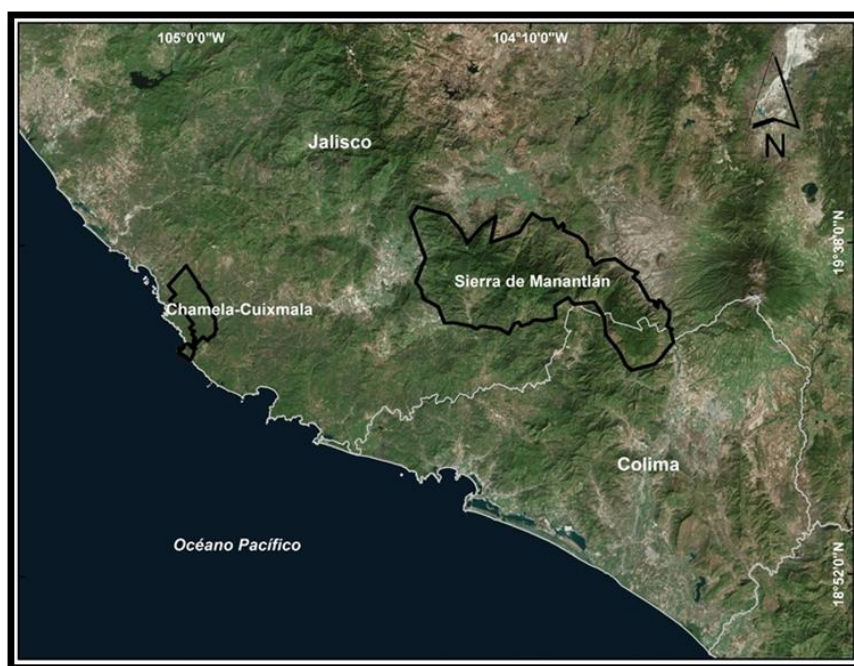 105°0'0"W
104°10'0"W
Jalisco
N
19°38'0"N
Sierra de Manantlán
Chamela-Cuixmala
Colima
Océano Pacífico
18°52'0"N